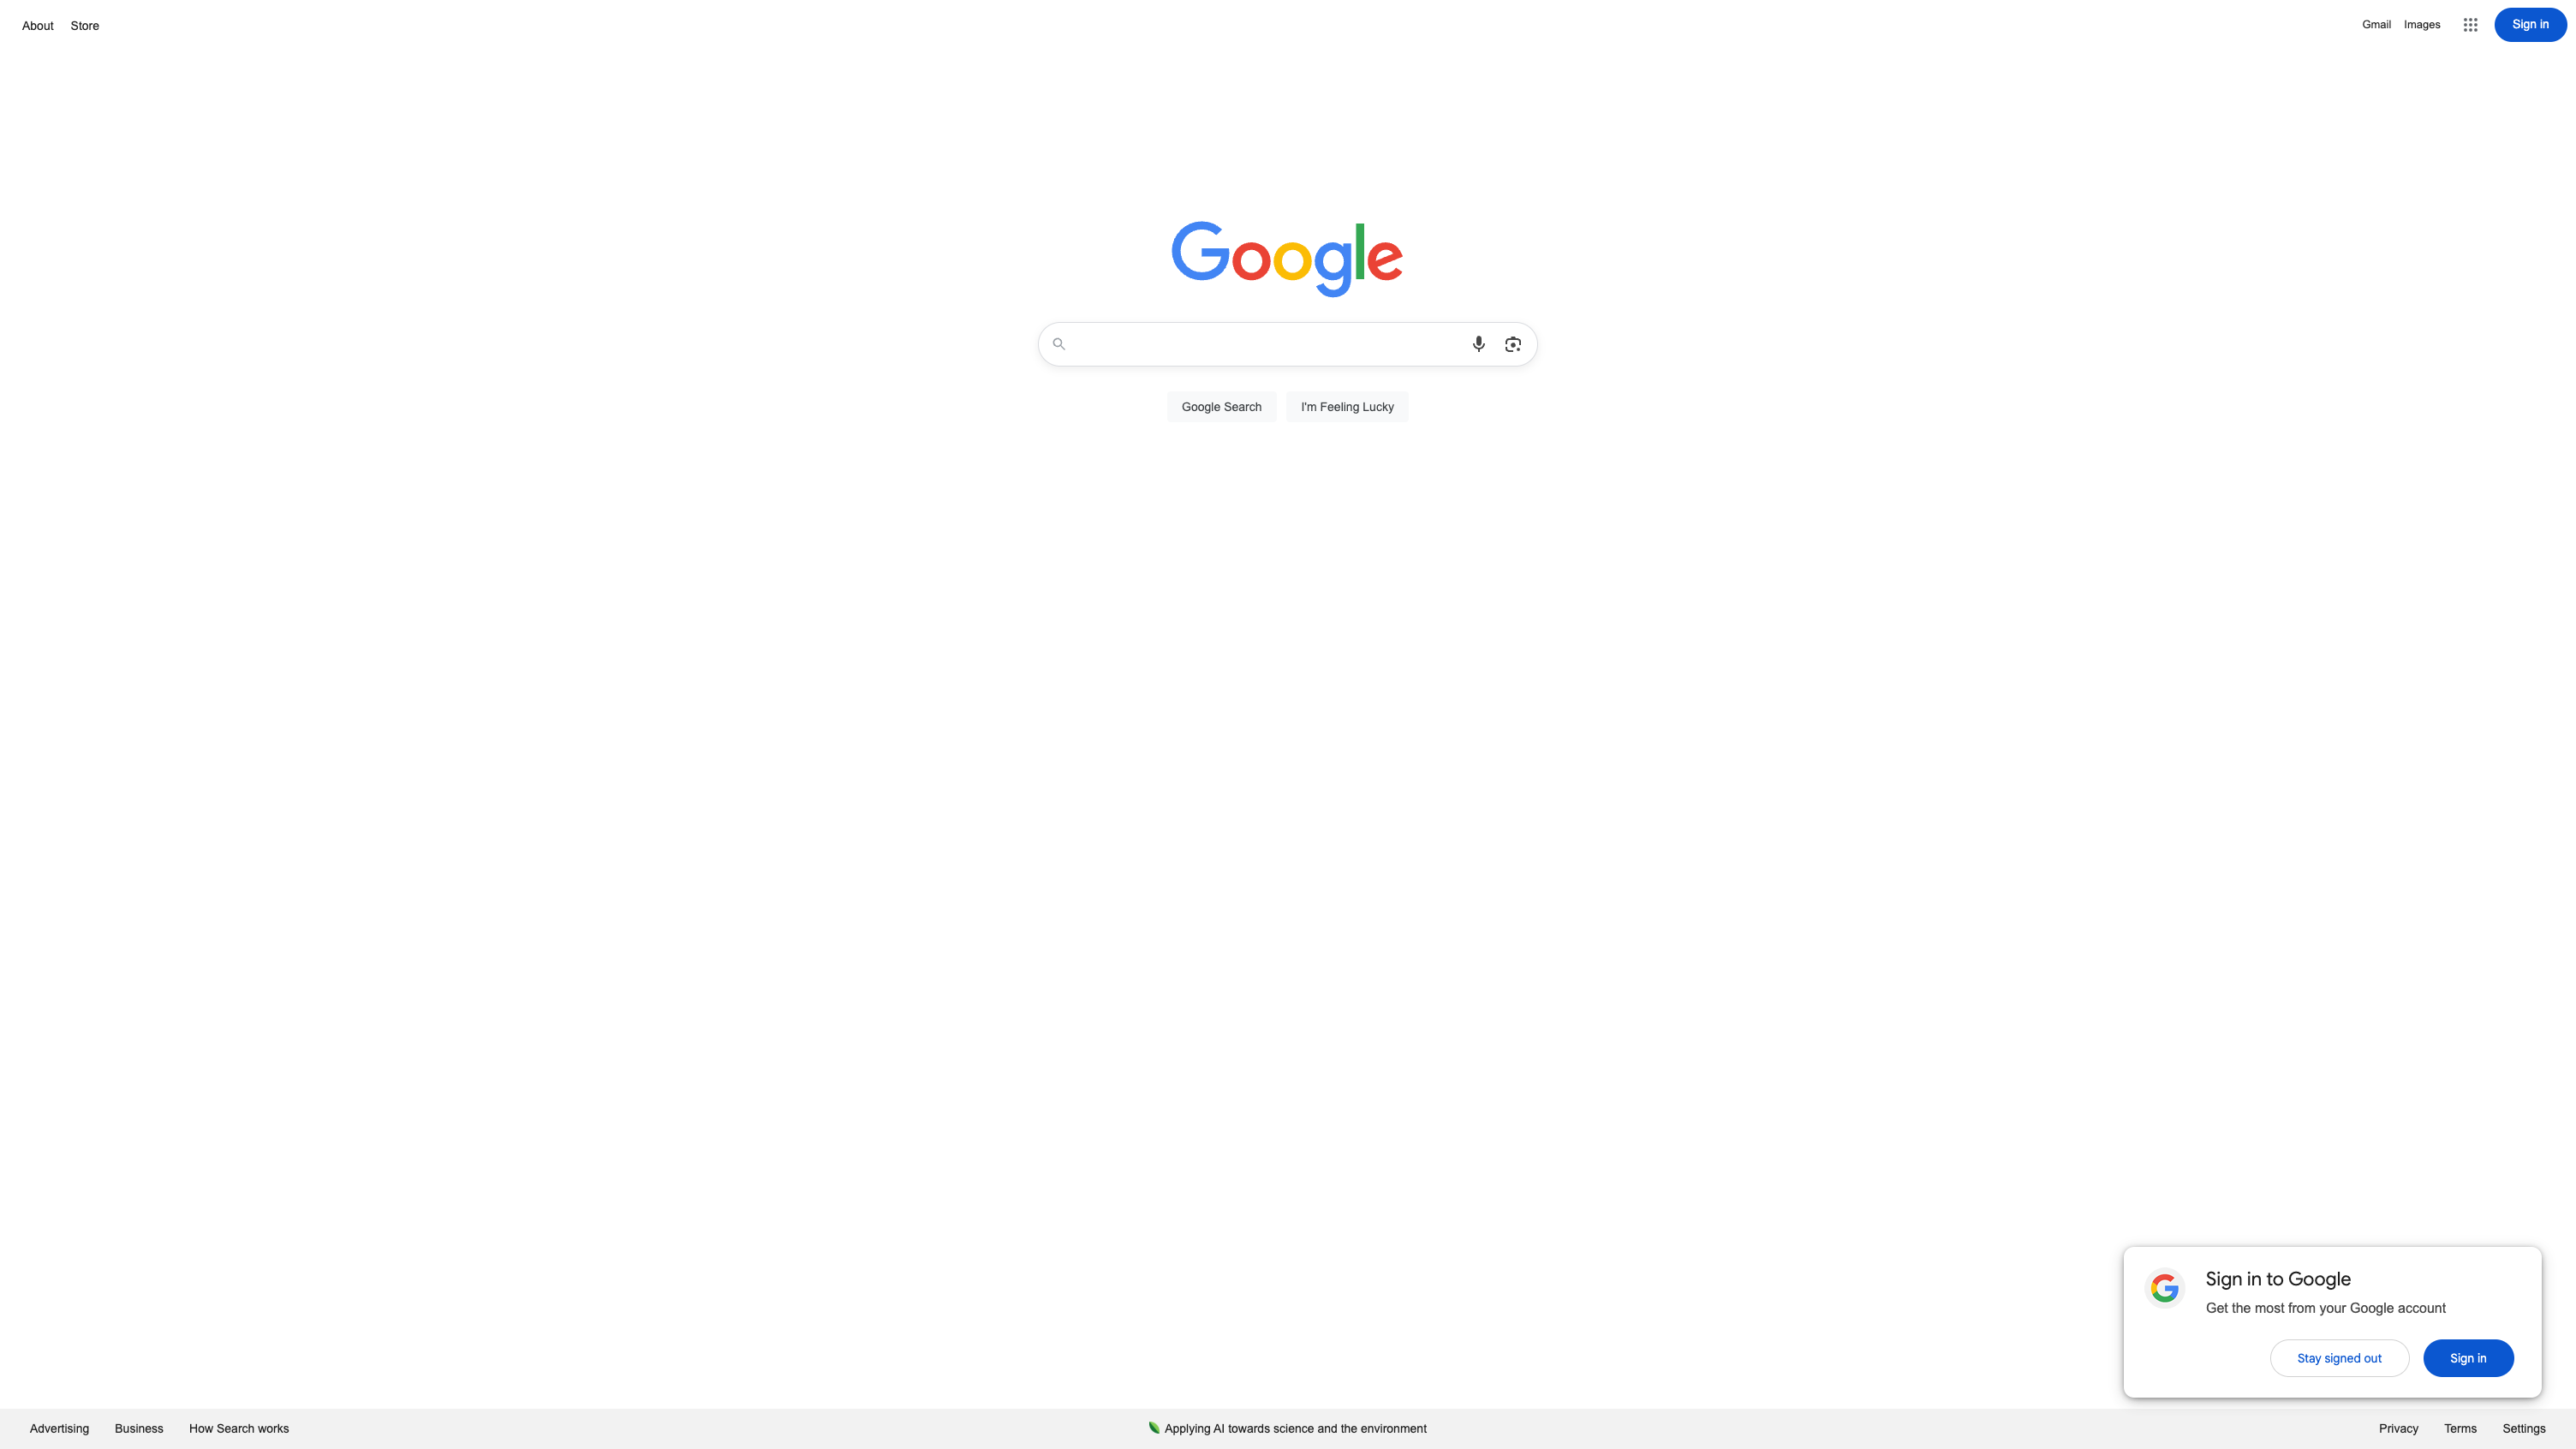 About Store
Gmail Images Sign in
Google
Google Search I'm Feeling Lucky
Sign in to Google
Get the most from your Google account
Stay signed out Sign in
Advertising Business How Search works Applying AI towards science and the environment Privacy Terms Settings